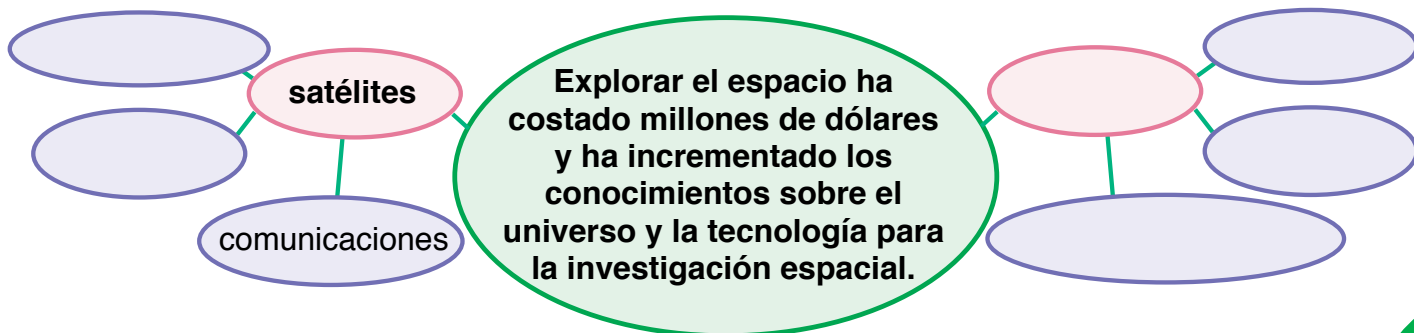 satélites
comunicaciones
Explorar el espacio ha
costado millones de dólares
y ha incrementado los
conocimientos sobre el
universo y la tecnología para
la investigación espacial.